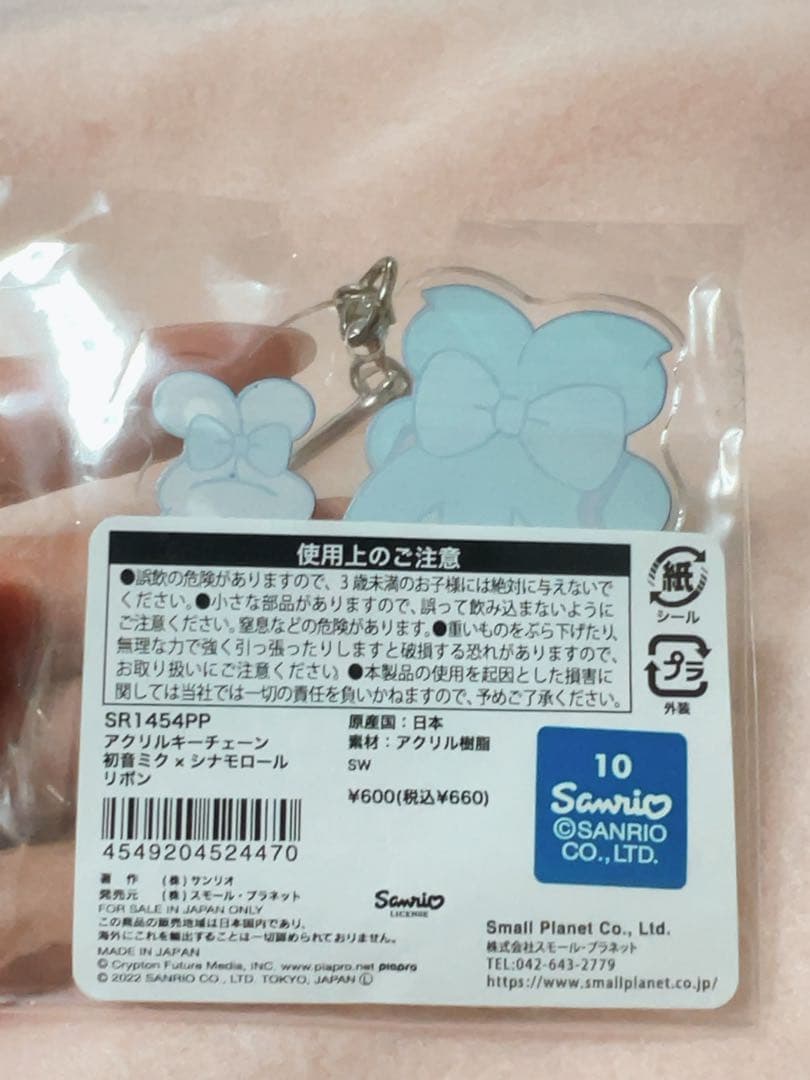 使用上のご注意
●誤飲の危険がありますので、3歳未満のお子様には絶対に与えないで
ください。●小さな部品がありますので、誤って飲み込まないように
ご注意ください。窒息などの危険があります。●重いものをぶら下げたり、
無理な力で強く引っ張ったりしますと破損する恐れがありますので、
お取り扱いにご注意ください。●本製品の使用を起因とした損害に
関しては当社では一切の責任を負いかねますので、予めご了承ください。
紙
シール
プラ
外装
SR1454PP
アクリルキーチェーン
初音ミク×シナモロール
リボン
原産国：日本
素材：アクリル樹脂
SW
¥600(税込¥660)
10
Sanrio
©SANRIO
CO.,LTD.
4549204524470
著作 (株)サンリオ
発売元 (株)スモール・プラネット
FOR SALE IN JAPAN ONLY
この商品の販売地域は日本国内であり、
海外にこれを輸出することは一切認められておりません。
MADE IN JAPAN
© Crypton Future Media, INC. www.piapro.net piapro
© 2022 SANRIO CO., LTD. TOKYO, JAPAN Ⓛ
Sanrio
LICENSE
Small Planet Co., Ltd.
株式会社スモール・プラネット
TEL:042-643-2779
https://www.smallplanet.co.jp/